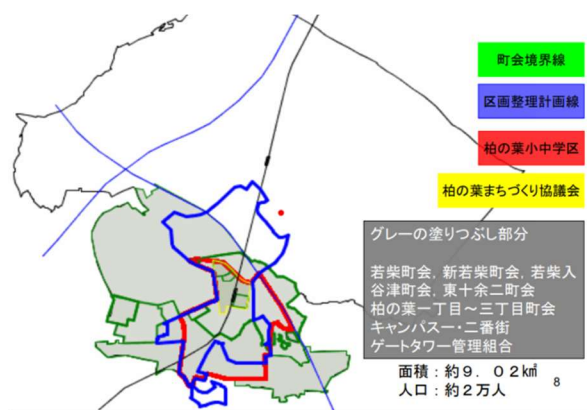 町会境界線
区画整理計画線
柏の葉小中学区
柏の葉まちづくり協議会
グレーの塗りつぶし部分
若柴町会，新若柴町会，若柴入
谷津町会，東十余二町会
柏の葉一丁目～三丁目町会
キャンパスー・二番街
ゲートタワー管理組合
面積：約９．０２㎢
人口：約２万人
8